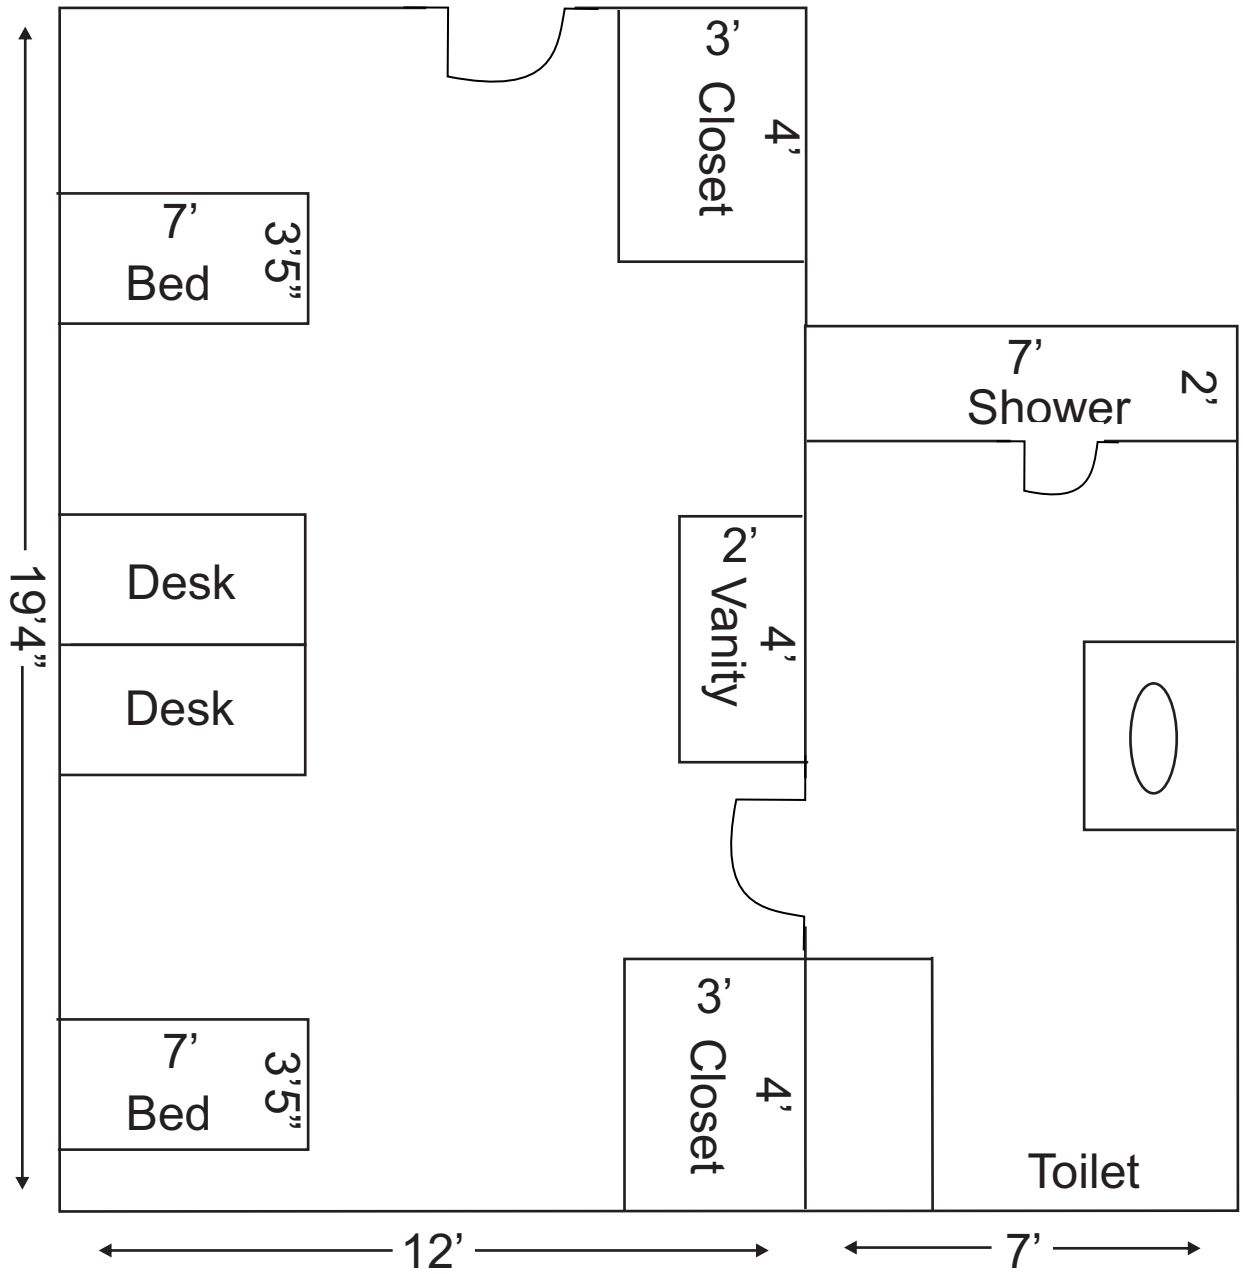 3’
Closet
4’
7’
3’5”
Bed
7’
2’
Shower
19’4”
Desk
2’
Vanity
4’
Desk
3’
Closet
4’
7’
3’5”
Bed
Toilet
12’
7’